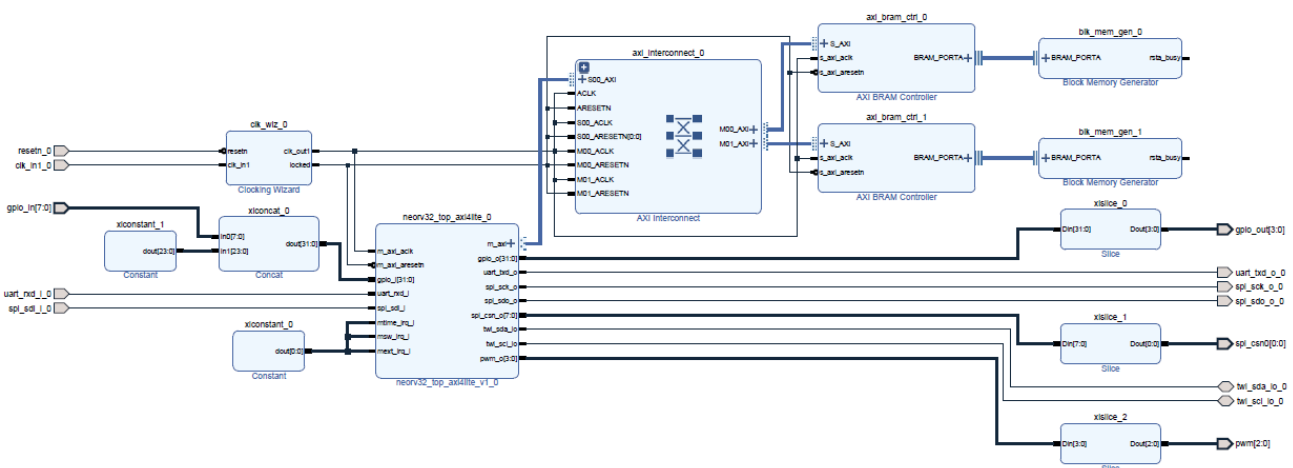 axi_bram_ctrl_0
S_AXI
s_axi_aclk
s_axi_aresetn
BRAM_PORTA
AXI BRAM Controller
blk_mem_gen_0
BRAM_PORTA
rsta_busy
Block Memory Generator
axi_interconnect_0
S00_AXI
ACLK
ARESETN
S00_ACLK
S00_ARESETN[0:0]
M00_ACLK
M00_ARESETN
M01_ACLK
M01_ARESETN
M00_AXI
M01_AXI
AXI Interconnect
axi_bram_ctrl_1
S_AXI
s_axi_aclk
s_axi_aresetn
BRAM_PORTA
AXI BRAM Controller
blk_mem_gen_1
BRAM_PORTA
rsta_busy
Block Memory Generator
resetn_0
clk_in1_0
clk_wiz_0
resetn
clk_in1
clk_out1
locked
Clocking Wizard
gpio_in[7:0]
xlconstant_1
dout[23:0]
Constant
xlconcat_0
In0[7:0]
In1[23:0]
dout[31:0]
Concat
uart_rxd_i_0
spi_sdi_i_0
xlconstant_0
dout[0:0]
Constant
neorv32_top_axi4lite_0
m_axi_aclk
m_axi_aresetn
gpio_i[31:0]
uart_rxd_i
spi_sdi_i
mtime_irq_i
msw_irq_i
mext_irq_i
m_axi
gpio_o[31:0]
uart_txd_o
spi_sck_o
spi_sdo_o
spi_csn_o[7:0]
twi_sda_io
twi_scl_io
pwm_o[3:0]
neorv32_top_axi4lite_v1_0
xlslice_0
Din[31:0]
Dout[3:0]
Slice
gpio_out[3:0]
uart_txd_o_0
spi_sck_o_0
spi_sdo_o_0
xlslice_1
Din[7:0]
Dout[0:0]
Slice
spi_csn0[0:0]
twi_sda_io_0
twi_scl_io_0
xlslice_2
Din[3:0]
Dout[2:0]
Slice
pwm[2:0]